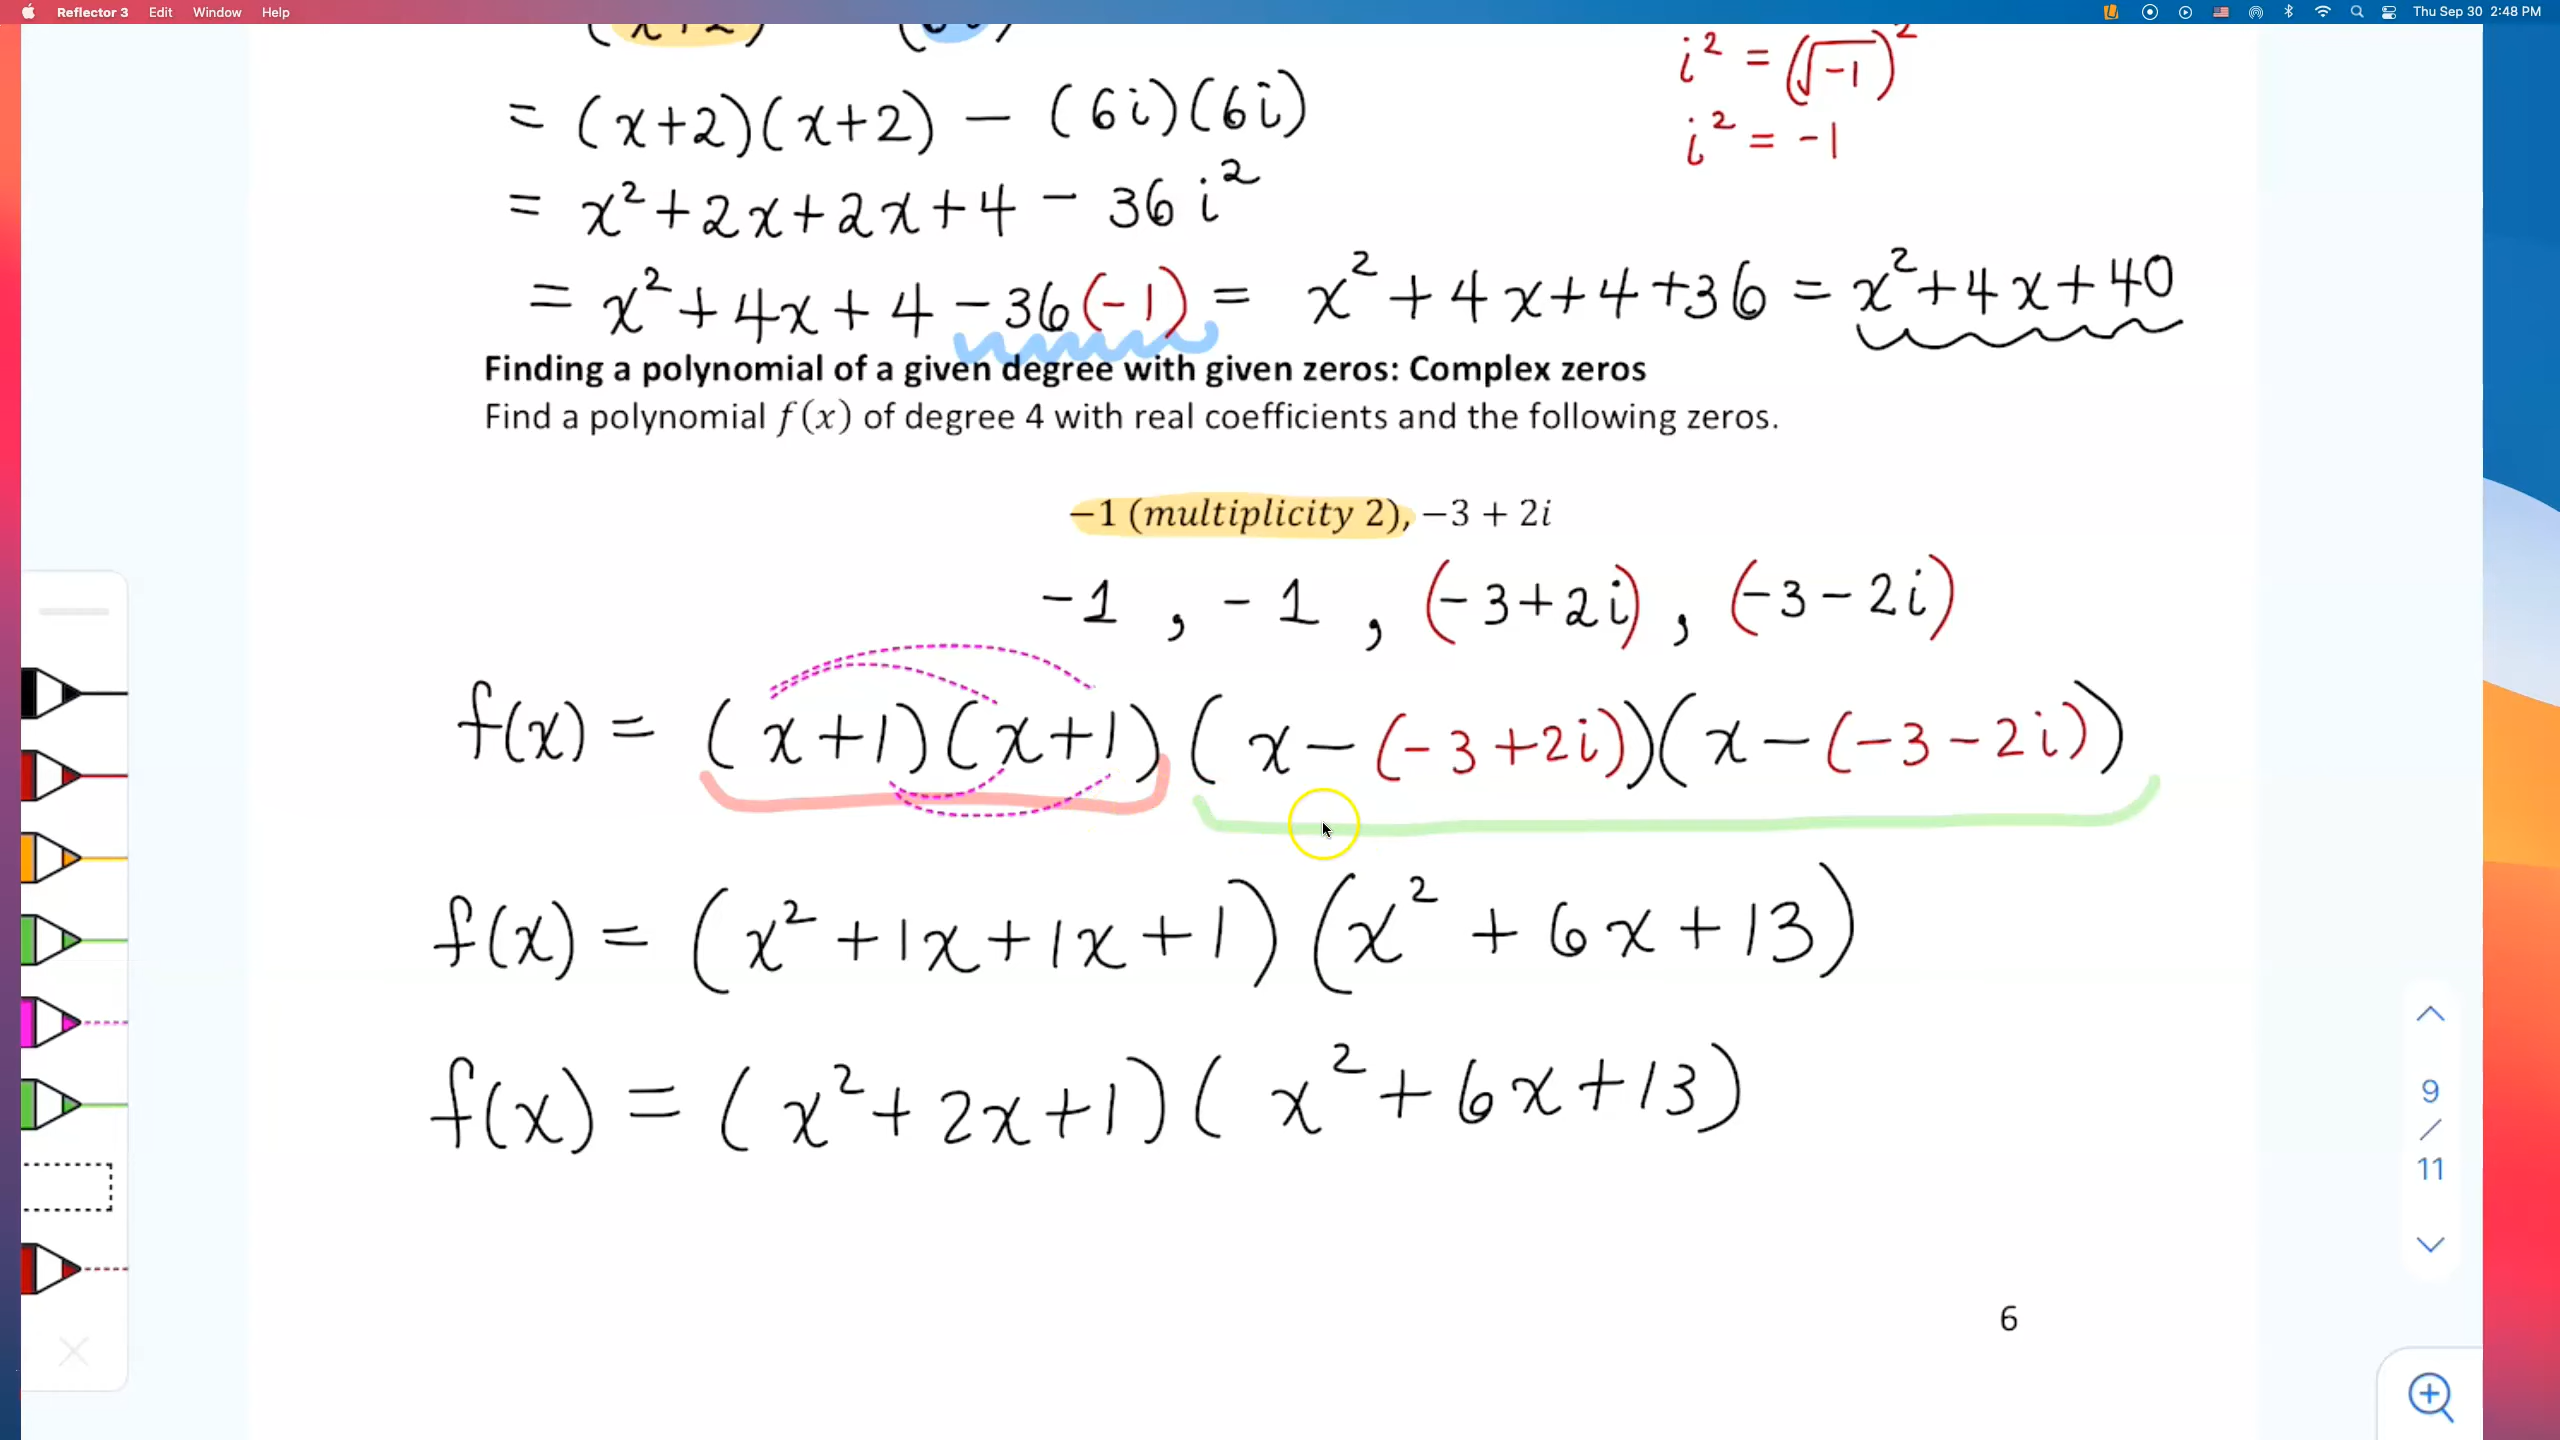 Reflector 3 Edit Window Help Thu Sep 30 2:48 PM
(x+2) (
= (x+2)(x+2) − (6i)(6i)
i² = (√−1)²
i² = −1
= x²+2x+2x+4 − 36i²
= x²+4x+4−36(−1) = x²+4x+4+36 = x²+4x+40
Finding a polynomial of a given degree with given zeros: Complex zeros
Find a polynomial f(x) of degree 4 with real coefficients and the following zeros.
−1 (multiplicity 2), −3 + 2i
−1 , −1 , (−3+2i) , (−3−2i)
f(x) = (x+1)(x+1)(x−(−3+2i))(x−(−3−2i))
f(x) = (x²+1x+1x+1)(x²+6x+13)
f(x) = (x²+2x+1)(x²+6x+13)
9
/
11
6